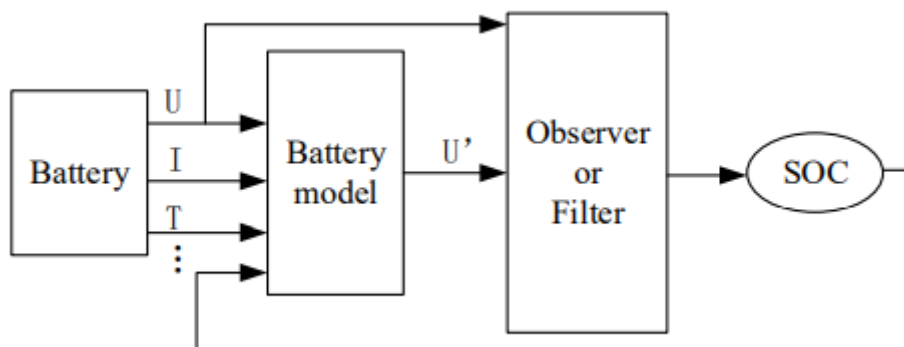 Battery
U
I
T
⋮
Battery
model
U'
Observer
or
Filter
SOC